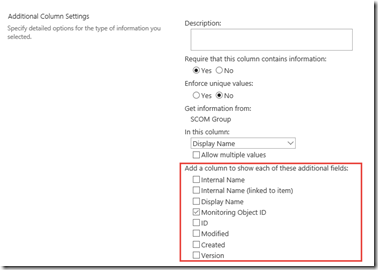 Additional Column Settings
Specify detailed options for the type of information you
selected.
Description:
Require that this column contains information:
Yes No
Enforce unique values:
Yes No
Get information from:
SCOM Group
In this column:
Display Name
Allow multiple values
Add a column to show each of these additional fields:
Internal Name
Internal Name (linked to item)
Display Name
Monitoring Object ID
ID
Modified
Created
Version